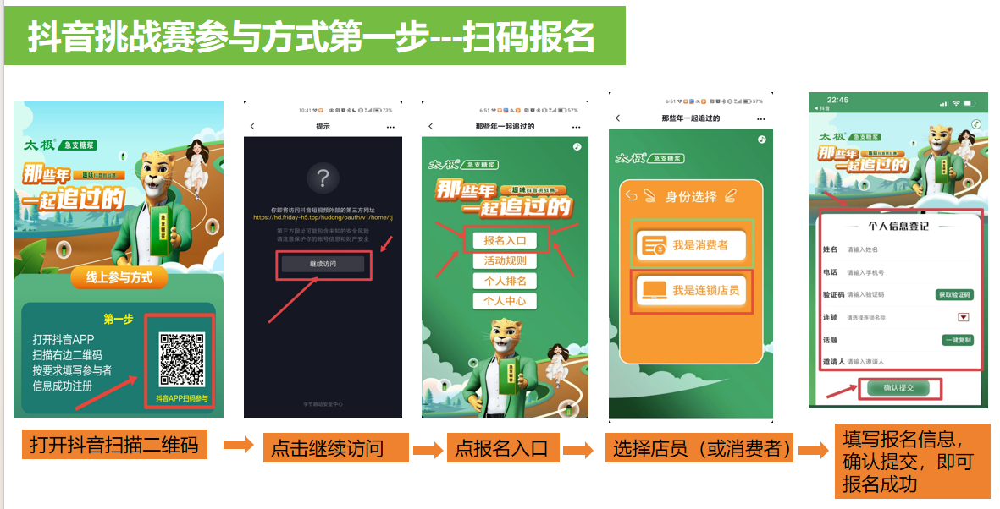 抖音挑战赛参与方式第一步---扫码报名
太极® 急支糖浆
那些年
趣味抖音挑战赛
一起追过的
急支糖浆
线上参与方式
第一步
打开抖音APP
扫描右边二维码
按要求填写参与者
信息成功注册
抖音APP扫码参与
10:41
73%
提示
?
你即将访问抖音短视频外部的第三方网址
https://hd.friday-h5.top/hudong/oauth/v1/home/tj
第三方网址可能包含未知的安全风险
请注意保护你的账号信息和财产安全
继续访问
字节跳动安全中心
6:51
57%
那些年一起追过的
太极® 急支糖浆
那些年
趣味抖音挑战赛
一起追过的
报名入口
活动规则
个人排名
个人中心
急支糖浆
6:51
57%
那些年一起追过的
太极® 急支糖浆
身份选择
我是消费者
我是连锁店员
22:45
抖音
太极® 急支糖浆
那些年
趣味抖音挑战赛
一起追过的
个人信息登记
姓名 请输入姓名
电话 请输入手机号
验证码 请输入验证码 获取验证码
连锁 请选择连锁名称
话题 一键复制
邀请人 请输入邀请人
确认提交
打开抖音扫描二维码
点击继续访问
点报名入口
选择店员（或消费者）
填写报名信息，
确认提交，即可
报名成功